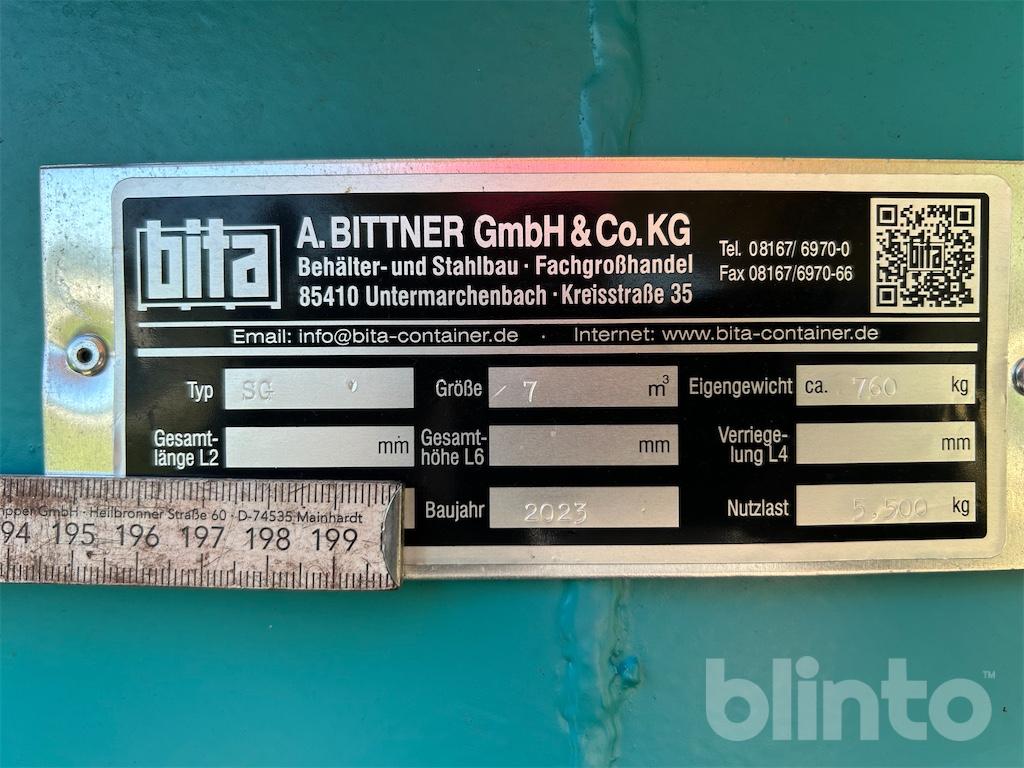 bita
A. BITTNER GmbH & Co. KG
Behälter- und Stahlbau · Fachgroßhandel
85410 Untermarchenbach · Kreisstraße 35
Tel. 08167/ 6970-0
Fax 08167/6970-66
bita
Email: info@bita-container.de · Internet: www.bita-container.de
Typ SG Größe 7 m³ Eigengewicht ca. 760 kg
Gesamt-länge L2 mm Gesamt-höhe L6 mm Verriege-lung L4 mm
Baujahr 2023 Nutzlast 5,500 kg
GmbH · Heilbronner Straße 60 · D-74535 Mainhardt
94 195 196 197 198 199
blinto™